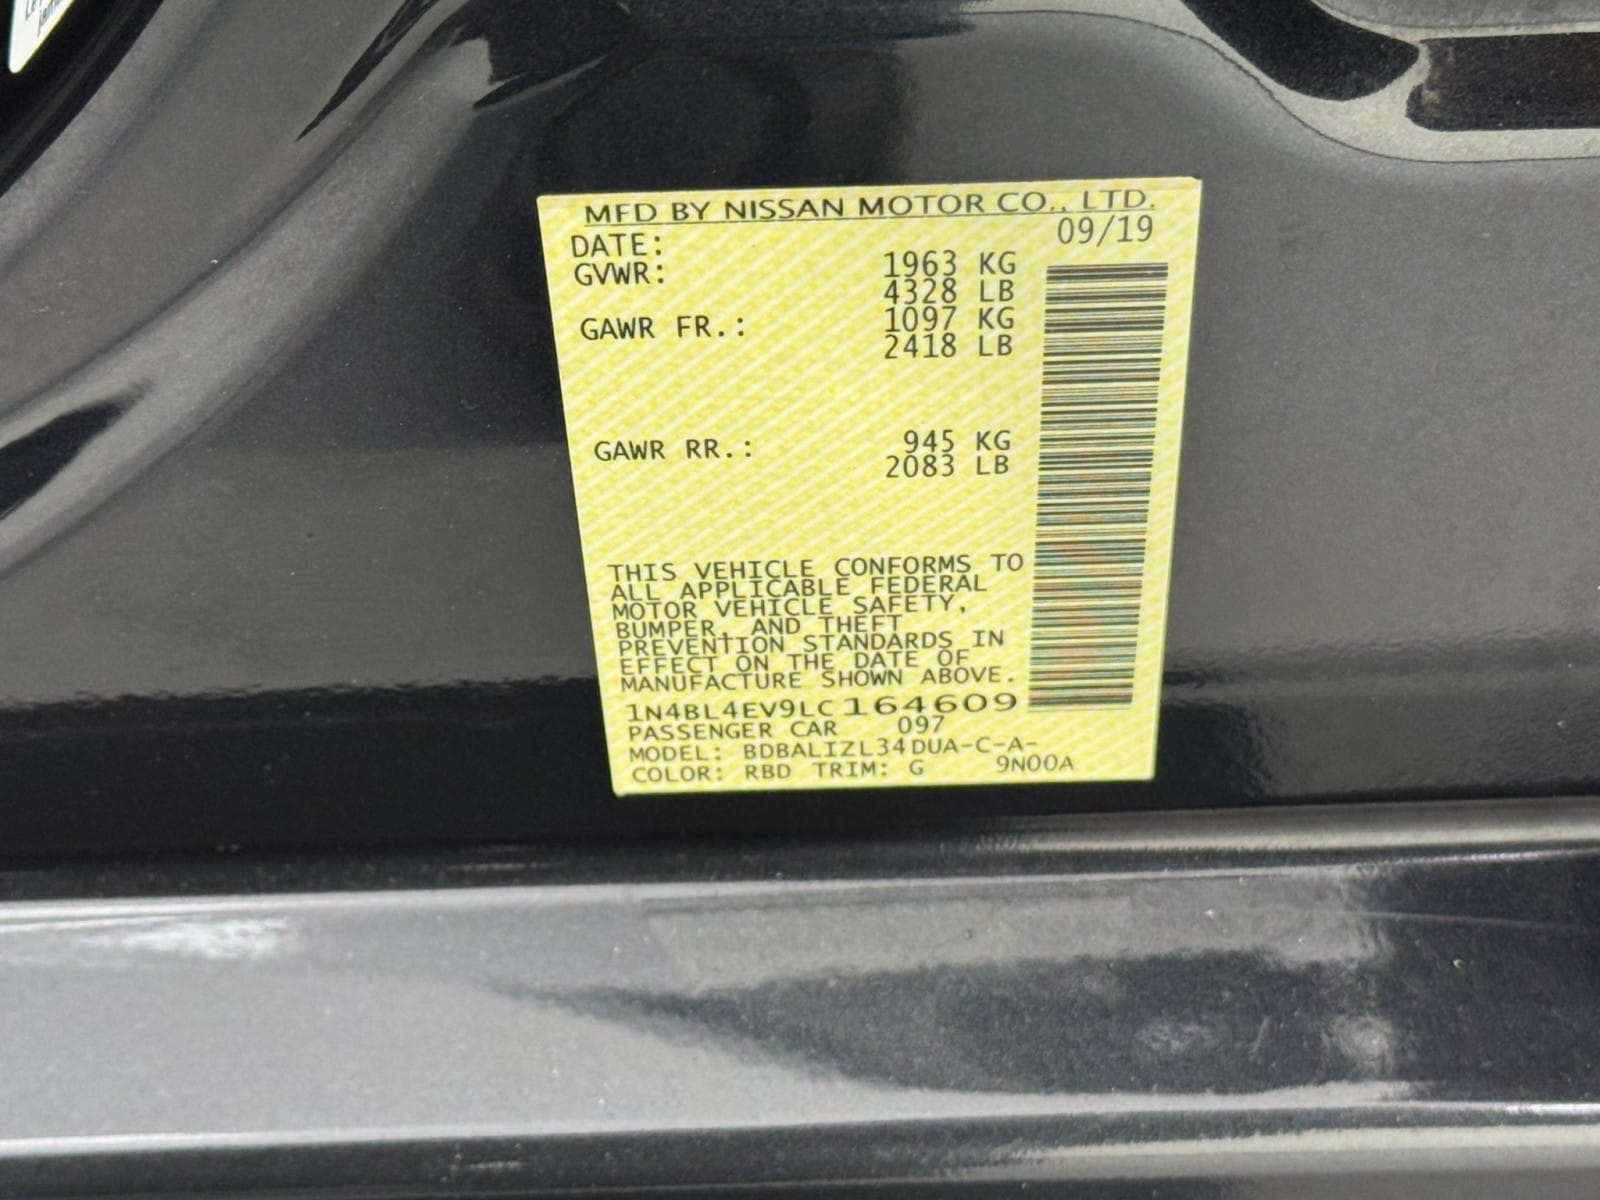 MFD BY NISSAN MOTOR CO., LTD.
DATE: 09/19
GVWR: 1963 KG
4328 LB
GAWR FR.: 1097 KG
2418 LB
GAWR RR.: 945 KG
2083 LB
THIS VEHICLE CONFORMS TO
ALL APPLICABLE FEDERAL
MOTOR VEHICLE SAFETY,
BUMPER, AND THEFT
PREVENTION STANDARDS IN
EFFECT ON THE DATE OF
MANUFACTURE SHOWN ABOVE.
1N4BL4EV9LC164609
PASSENGER CAR 097
MODEL: BDBALIZL34DUA-C-A-
COLOR: RBD TRIM: G 9N00A